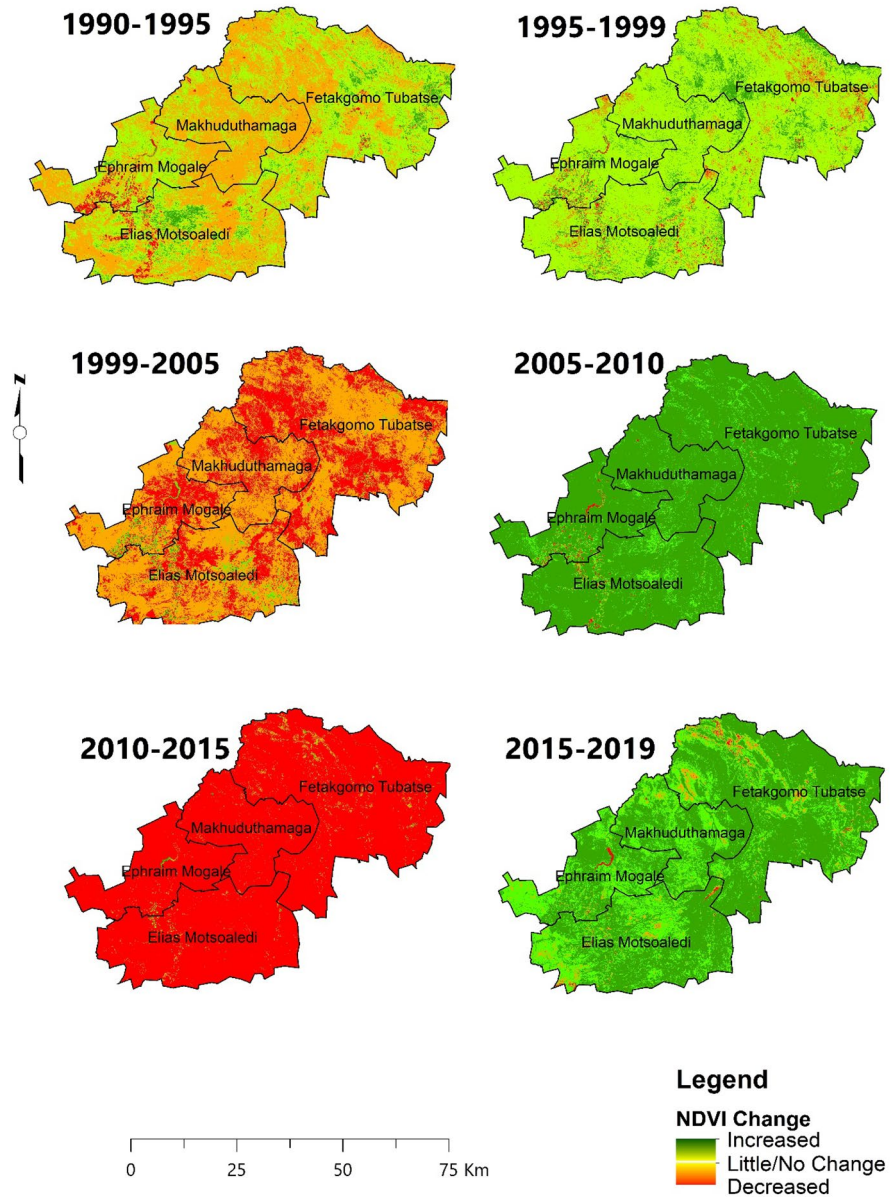 1990-1995
1995-1999
Fetakgomo Tubatse
Makhuduthamaga
Ephraim Mogale
Elias Motsoaledi
Fetakgomo Tubatse
Makhuduthamaga
Ephraim Mogale
Elias Motsoaledi
1999-2005
2005-2010
Z
Fetakgomo Tubatse
Makhuduthamaga
Ephraim Mogale
Elias Motsoaledi
Fetakgomo Tubatse
Makhuduthamaga
Ephraim Mogale
Elias Motsoaledi
2010-2015
2015-2019
Fetakgomo Tubatse
Makhuduthamaga
Ephraim Mogale
Elias Motsoaledi
Fetakgomo Tubatse
Makhuduthamaga
Ephraim Mogale
Elias Motsoaledi
Legend
NDVI Change
Increased
Little/No Change
Decreased
0 25 50 75 Km